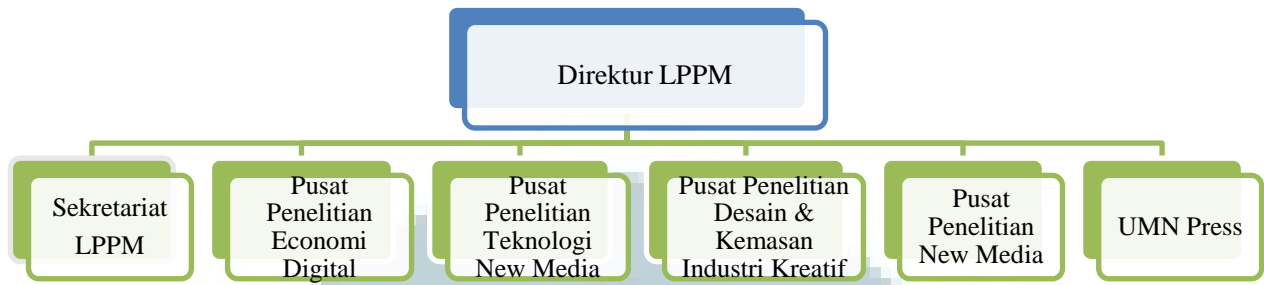 Direktur LPPM
Sekretariat
LPPM
Pusat
Penelitian
Economi
Digital
Pusat
Penelitian
Teknologi
New Media
Pusat Penelitian
Desain &
Kemasan
Industri Kreatif
Pusat
Penelitian
New Media
UMN Press